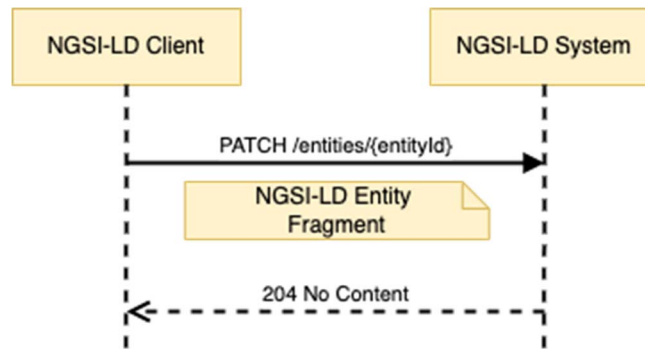 NGSI-LD Client
NGSI-LD System
PATCH /entities/{entityId}
NGSI-LD Entity
Fragment
204 No Content